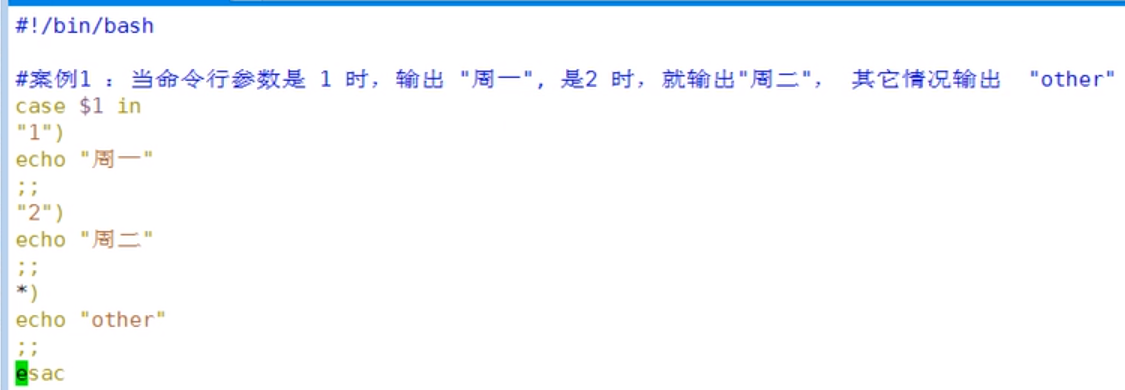 #!/bin/bash
#案例1 : 当命令行参数是 1 时，输出 "周一", 是2 时，就输出"周二"， 其它情况输出  "other"
case $1 in
"1")
echo "周一"
;;
"2")
echo "周二"
;;
*)
echo "other"
;;
esac